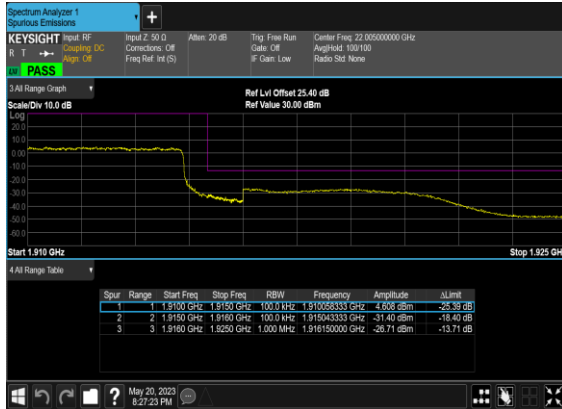 Spectrum Analyzer 1
Spurious Emissions
+
KEYSIGHT Input: RF Input Z: 50 Ω Atten: 20 dB Trig: Free Run Center Freq: 22.005000000 GHz
R T Coupling: DC Corrections: Off Gate: Off Avg|Hold: 100/100
Align: Off Freq Ref: Int (S) IF Gain: Low Radio Std: None
PASS
3 All Range Graph
Ref Lvl Offset 25.40 dB
Scale/Div 10.0 dB Ref Value 30.00 dBm
Log
20.0
10.0
0.00
-10.0
-20.0
-30.0
-40.0
-50.0
-60.0
Start 1.910 GHz Stop 1.925 GH
4 All Range Table
Spur Range Start Freq Stop Freq RBW Frequency Amplitude ΔLimit
1 1 1.9100 GHz 1.9150 GHz 100.0 kHz 1.910058333 GHz 4.608 dBm -25.39 dB
2 2 1.9150 GHz 1.9160 GHz 100.0 kHz 1.915043333 GHz -31.40 dBm -18.40 dB
3 3 1.9160 GHz 1.9250 GHz 1.000 MHz 1.916150000 GHz -26.71 dBm -13.71 dB
? May 20, 2023
8:27:23 PM